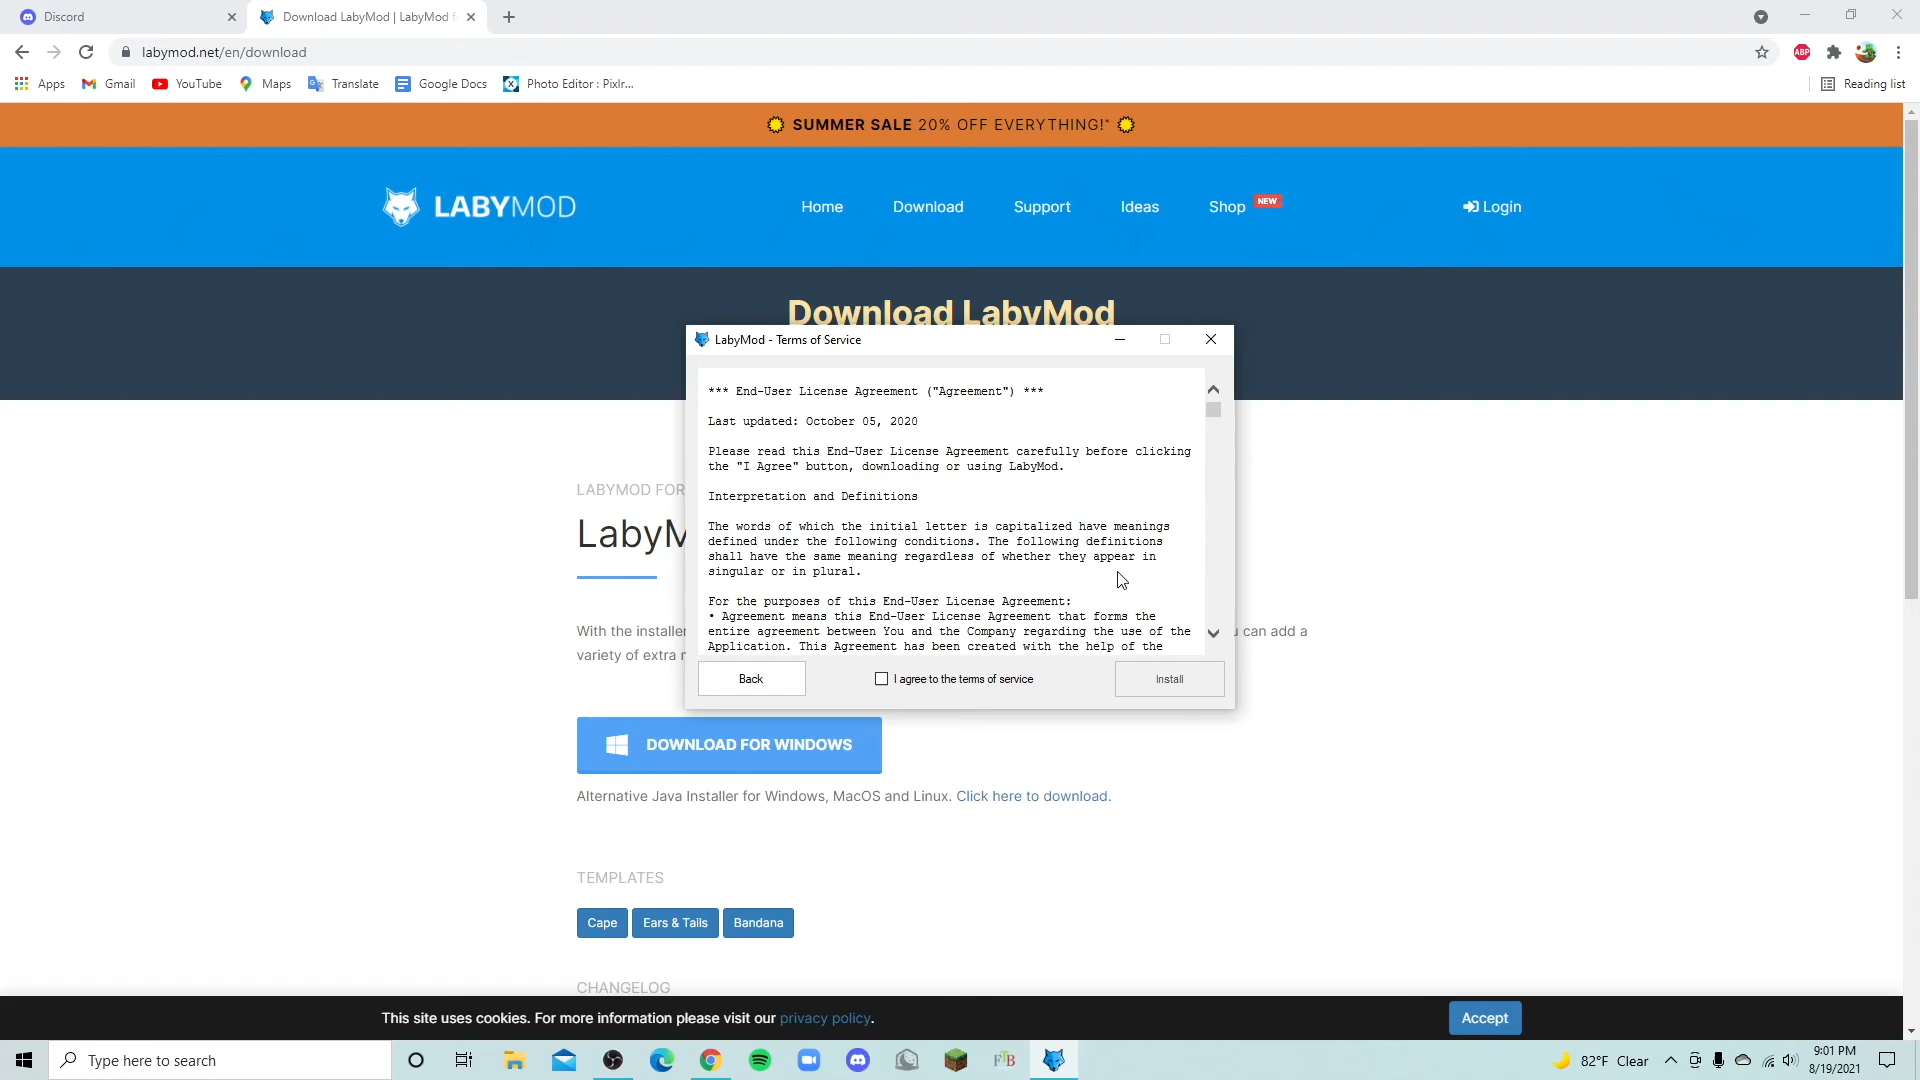 Discord
Download LabyMod | LabyMod f
labymod.net/en/download
ABP
Apps
Gmail
YouTube
Maps
Translate
Google Docs
Photo Editor : Pixlr...
Reading list
SUMMER SALE 20% OFF EVERYTHING!*
LABYMOD
Home
Download
Support
Ideas
Shop
NEW
Login
Download LabyMod
LabyMod - Terms of Service
*** End-User License Agreement ("Agreement") ***
Last updated: October 05, 2020
Please read this End-User License Agreement carefully before clicking
the "I Agree" button, downloading or using LabyMod.
Interpretation and Definitions
The words of which the initial letter is capitalized have meanings
defined under the following conditions. The following definitions
shall have the same meaning regardless of whether they appear in
singular or in plural.
For the purposes of this End-User License Agreement:
• Agreement means this End-User License Agreement that forms the
entire agreement between You and the Company regarding the use of the
Application. This Agreement has been created with the help of the
Back
I agree to the terms of service
Install
LABYMOD FOR
LabyM
With the installer
can add a
variety of extra
DOWNLOAD FOR WINDOWS
Alternative Java Installer for Windows, MacOS and Linux. Click here to download.
TEMPLATES
Cape
Ears & Tails
Bandana
CHANGELOG
This site uses cookies. For more information please visit our privacy policy.
Accept
Type here to search
FTB
82°F Clear
9:01 PM
8/19/2021